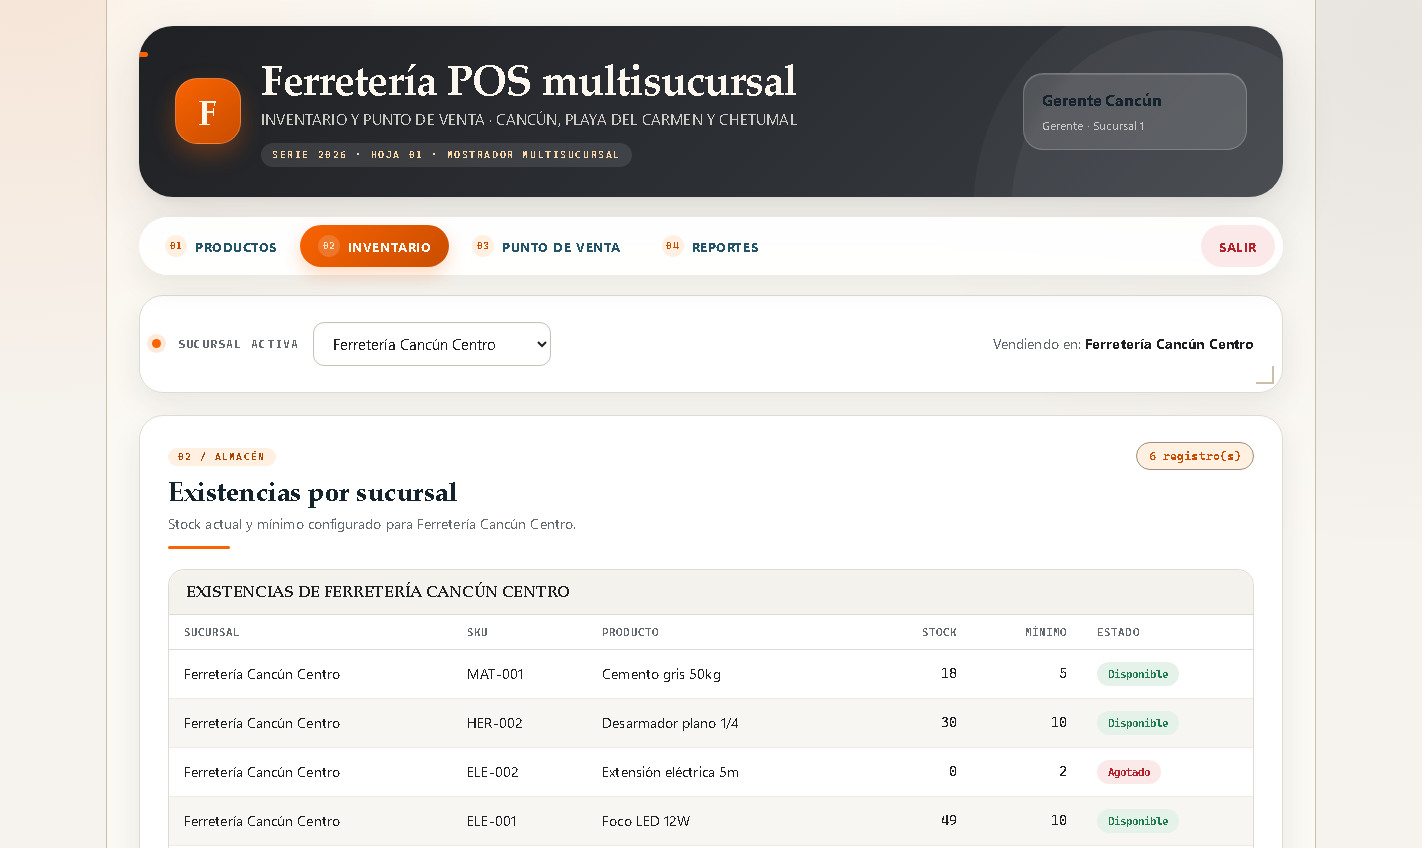 F
Ferretería POS multisucursal
INVENTARIO Y PUNTO DE VENTA · CANCÚN, PLAYA DEL CARMEN Y CHETUMAL
SERIE 2026 · HOJA 01 · MOSTRADOR MULTISUCURSAL
Gerente Cancún
Gerente · Sucursal 1
01 PRODUCTOS 02 INVENTARIO 03 PUNTO DE VENTA 04 REPORTES SALIR
SUCURSAL ACTIVA Ferretería Cancún Centro Vendiendo en: Ferretería Cancún Centro
02 / ALMACÉN 6 registro(s)
Existencias por sucursal
Stock actual y mínimo configurado para Ferretería Cancún Centro.
EXISTENCIAS DE FERRETERÍA CANCÚN CENTRO
SUCURSAL SKU PRODUCTO STOCK MÍNIMO ESTADO
Ferretería Cancún Centro MAT-001 Cemento gris 50kg 18 5 Disponible
Ferretería Cancún Centro HER-002 Desarmador plano 1/4 30 10 Disponible
Ferretería Cancún Centro ELE-002 Extensión eléctrica 5m 0 2 Agotado
Ferretería Cancún Centro ELE-001 Foco LED 12W 49 10 Disponible